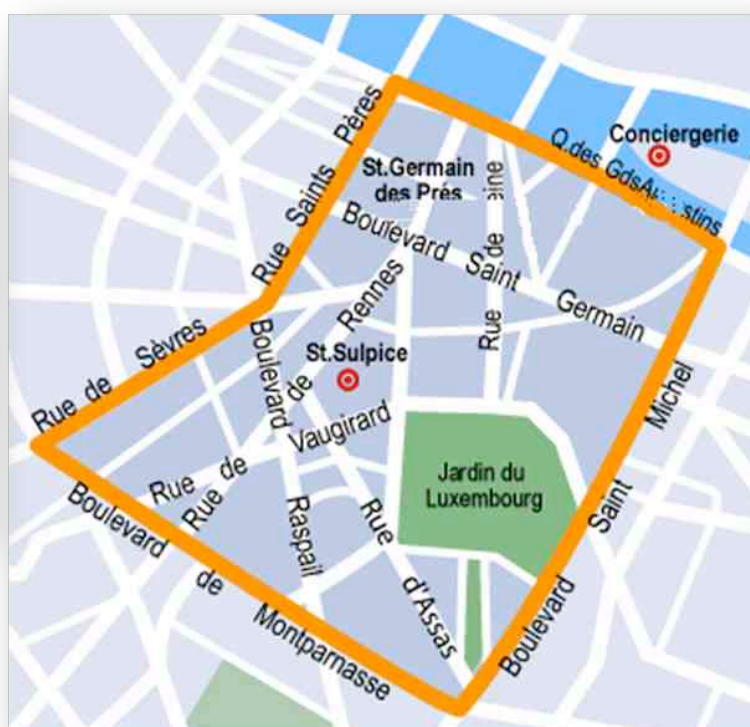 Conciergerie
Q.des Gds
stins
Rue Saints Pères
St.Germain
des Prés
Boulevard Saint Germain
Rue de
Rue de Sèvres
Boulevard Raspail
Rue de Rennes
St.Sulpice
Rue de Vaugirard
Boulevard Saint Michel
Jardin du
Luxembourg
Rue d'Assas
Boulevard de Montparnasse